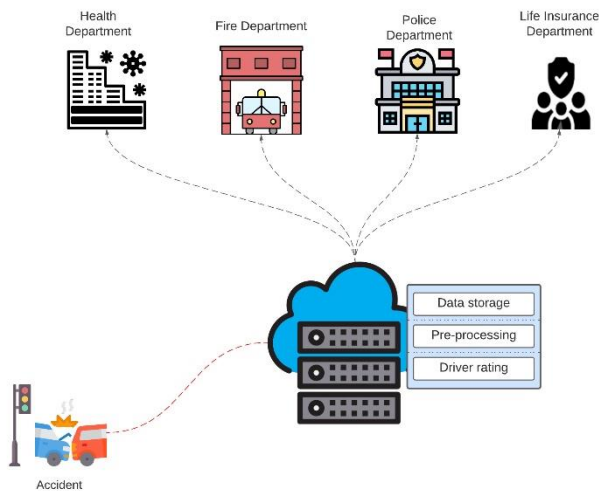 Health
Department
Fire Department
Police
Department
Life Insurance
Department
Data storage
Pre-processing
Driver rating
Accident